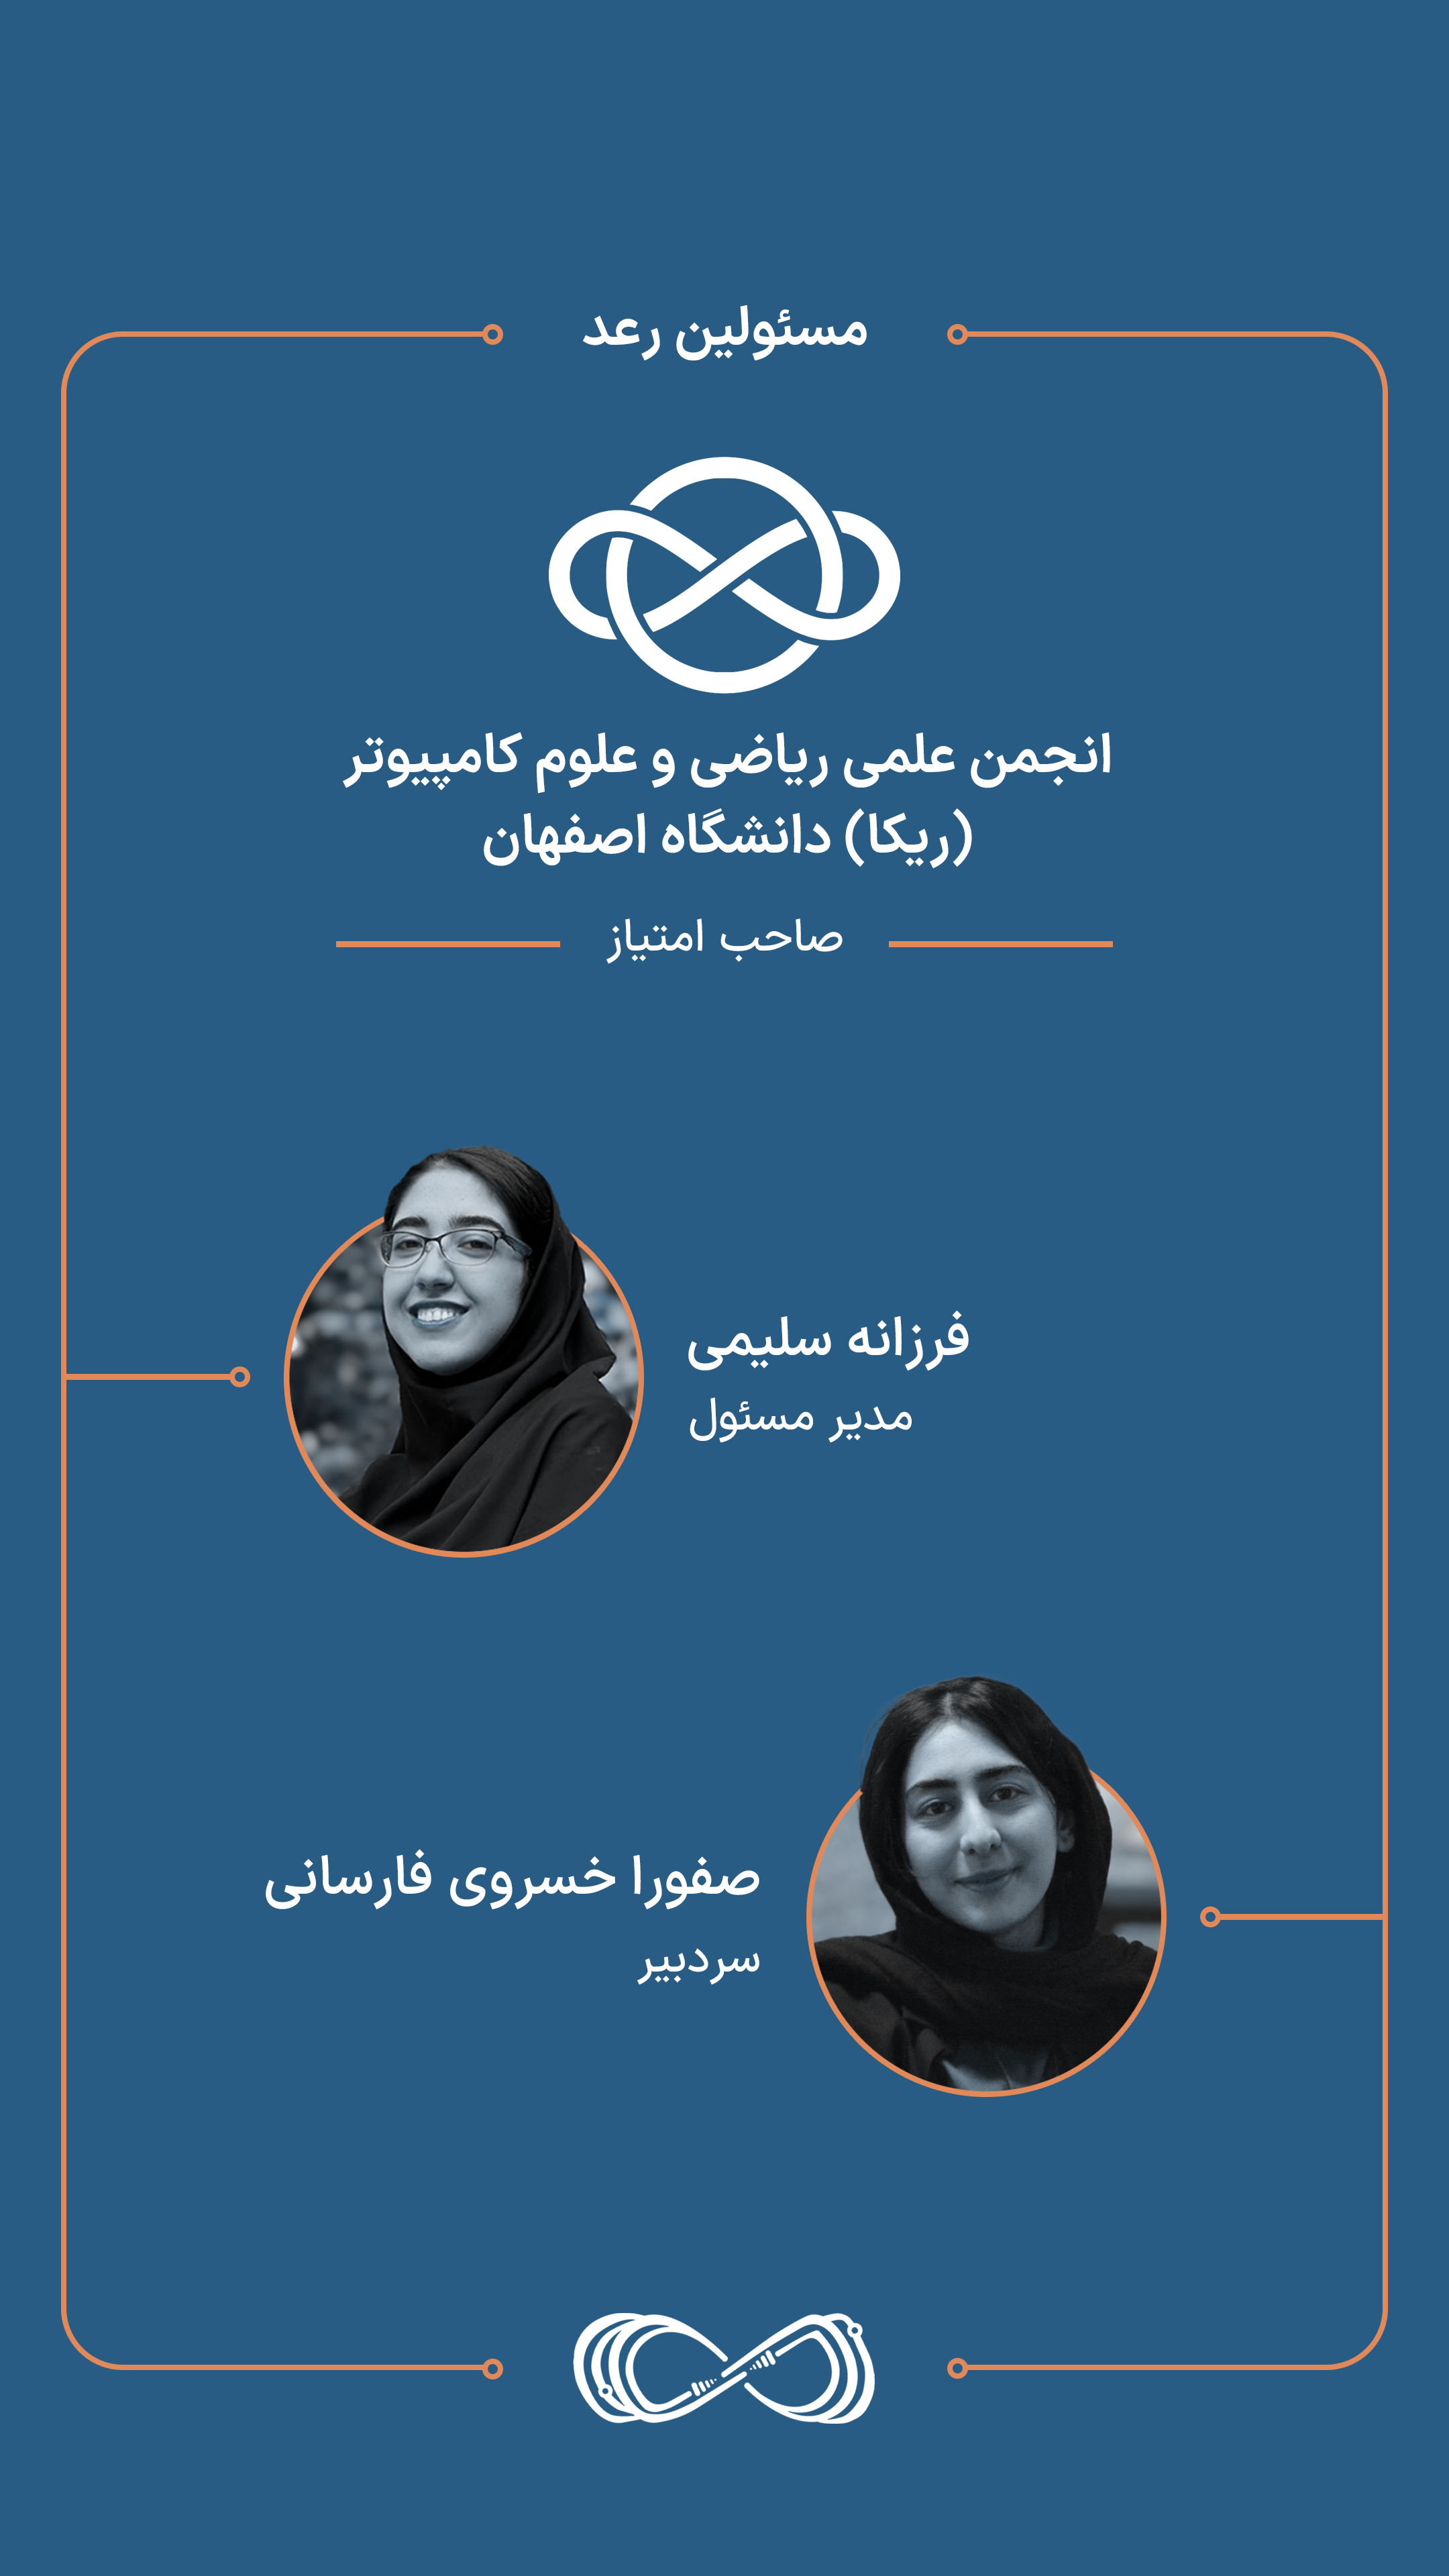 مسئولین رعد
انجمن علمی ریاضی و علوم کامپیوتر
(ریکا) دانشگاه اصفهان
صاحب امتیاز
فرزانه سلیمی
مدیر مسئول
صفورا خسروی فارسانی
سردبیر